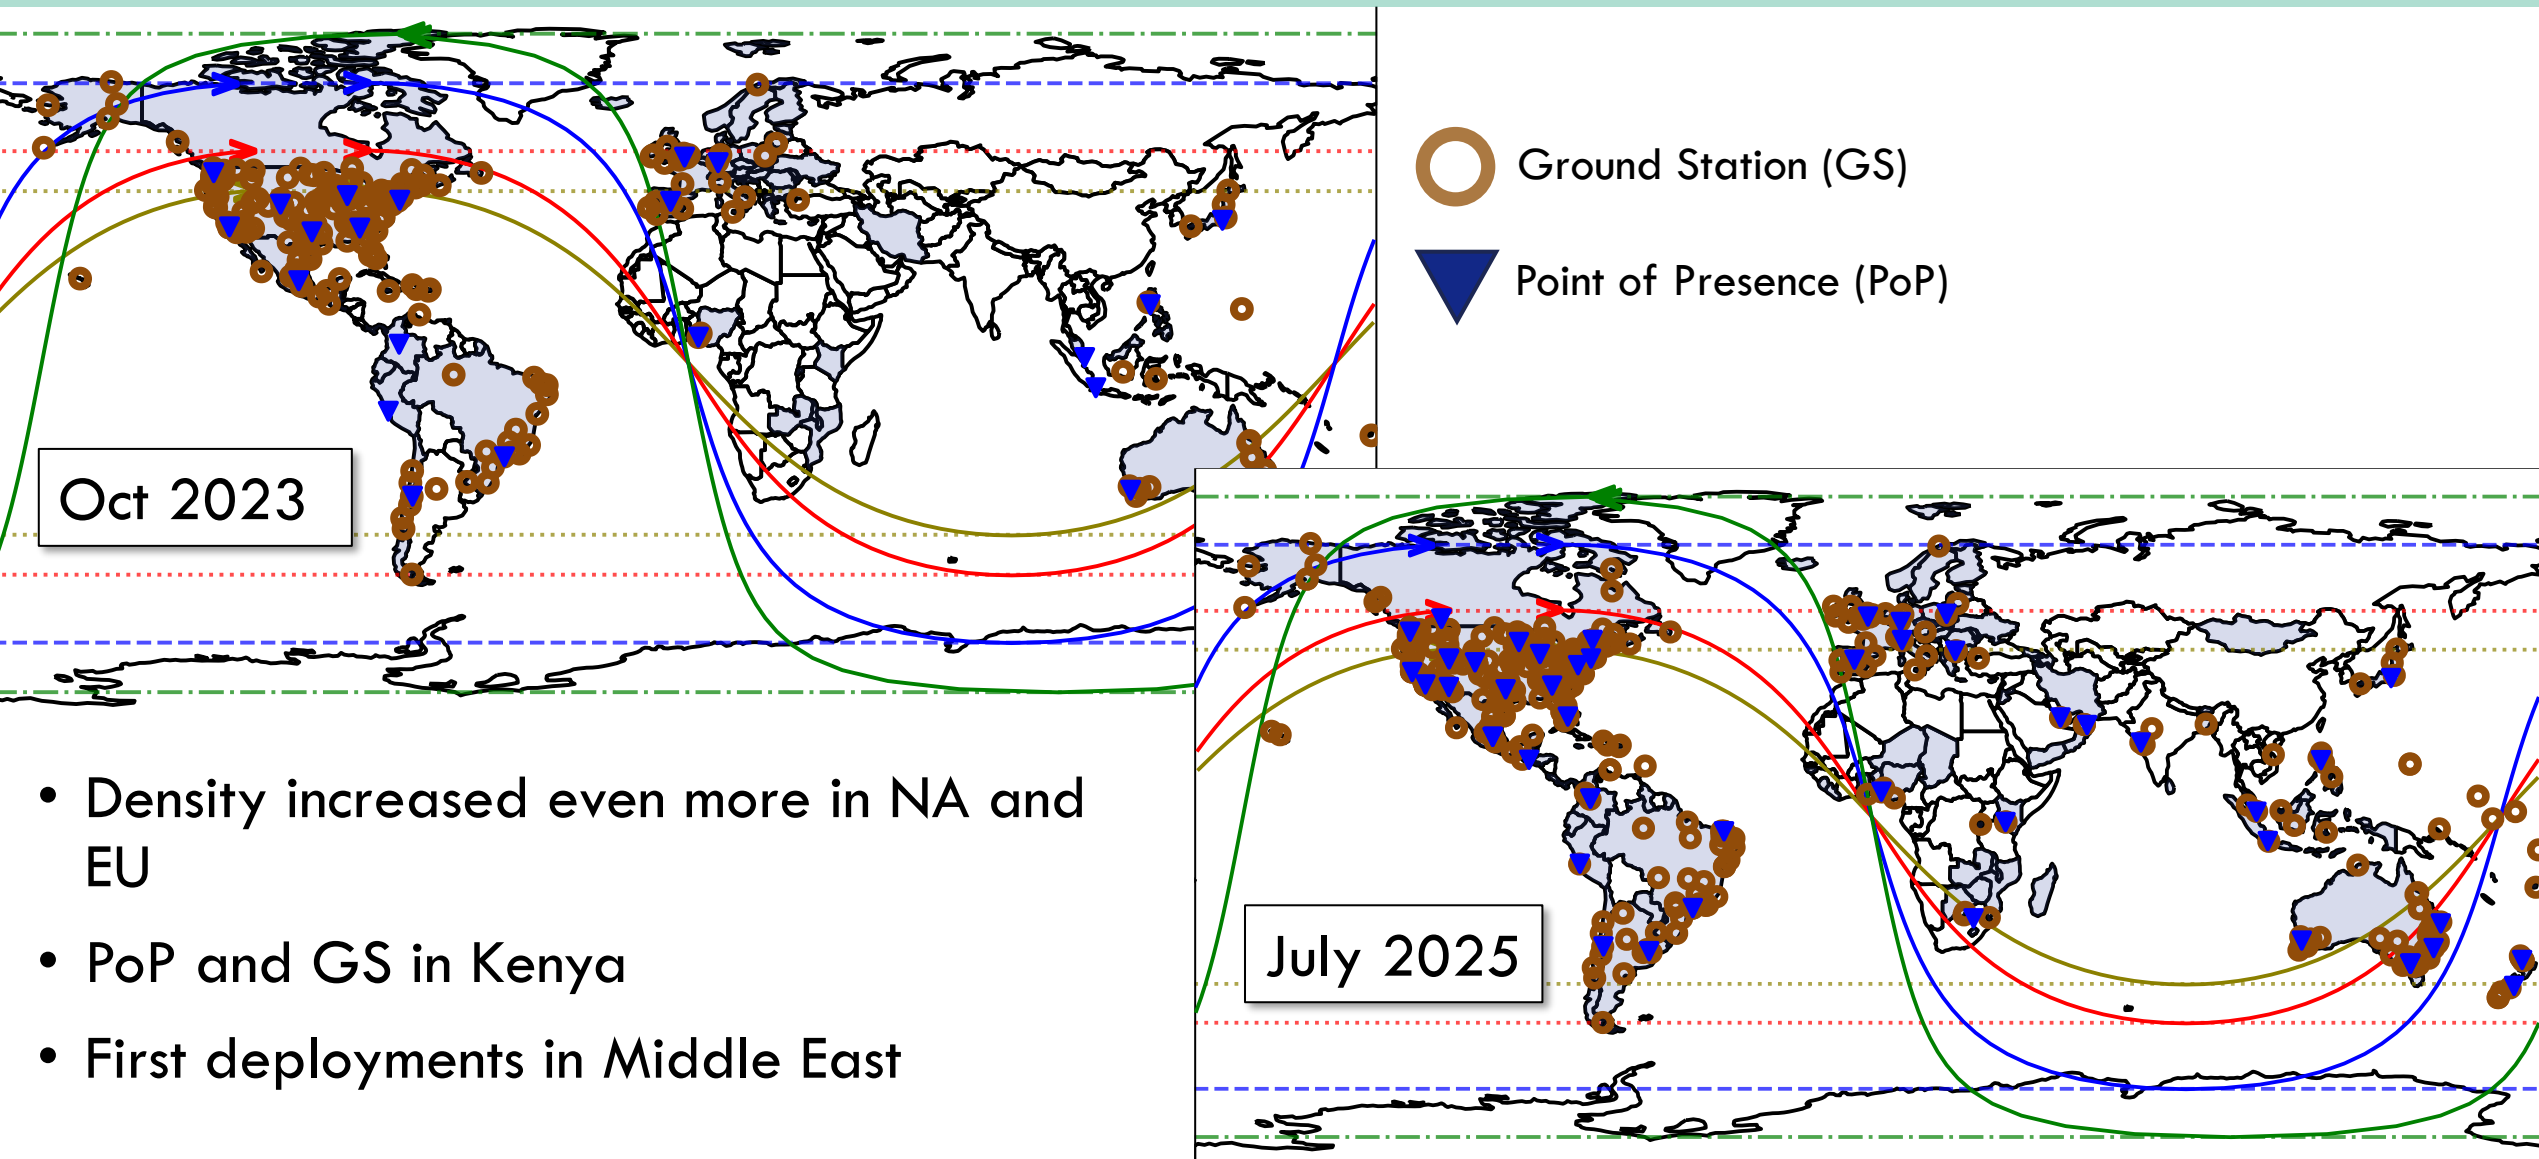 Ground Station (GS)
Point of Presence (PoP)
Oct 2023
July 2025
• Density increased even more in NA and
EU
• PoP and GS in Kenya
• First deployments in Middle East